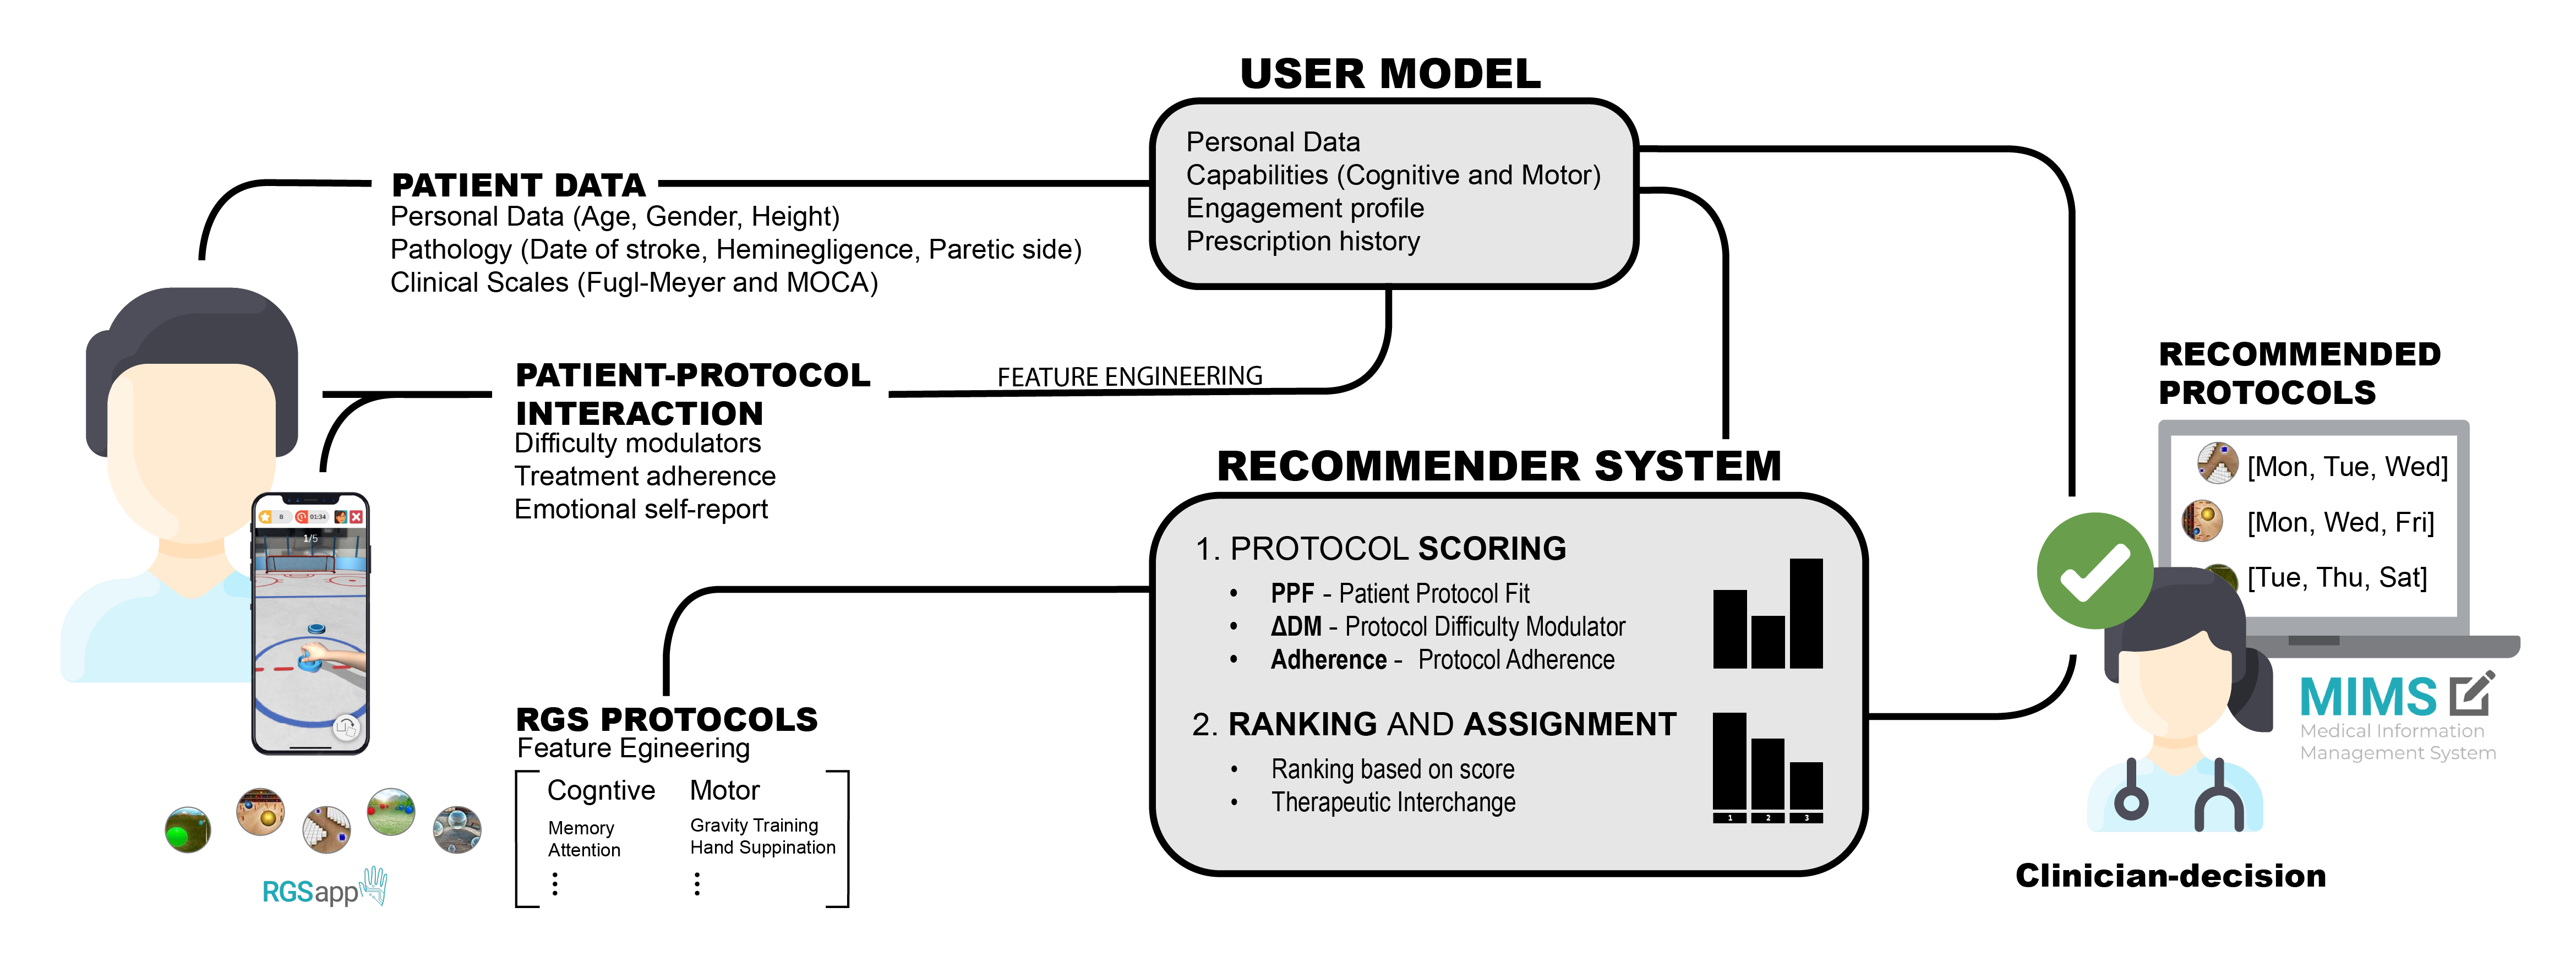 USER MODEL
Personal Data
Capabilities (Cognitive and Motor)
Engagement profile
Prescription history
PATIENT DATA
Personal Data (Age, Gender, Height)
Pathology (Date of stroke, Heminegligence, Paretic side)
Clinical Scales (Fugl-Meyer and MOCA)
PATIENT-PROTOCOL
INTERACTION
Difficulty modulators
Treatment adherence
Emotional self-report
FEATURE ENGINEERING
8
01:34
1/5
RGSapp
RGS PROTOCOLS
Feature Egineering
Cogntive Motor
Memory Gravity Training
Attention Hand Suppination
RECOMMENDER SYSTEM
1. PROTOCOL SCORING
• PPF - Patient Protocol Fit
• ΔDM - Protocol Difficulty Modulator
• Adherence - Protocol Adherence
2. RANKING AND ASSIGNMENT
• Ranking based on score
• Therapeutic Interchange
1 2 3
RECOMMENDED
PROTOCOLS
[Mon, Tue, Wed]
[Mon, Wed, Fri]
[Tue, Thu, Sat]
MIMS
Medical Information
Management System
Clinician-decision